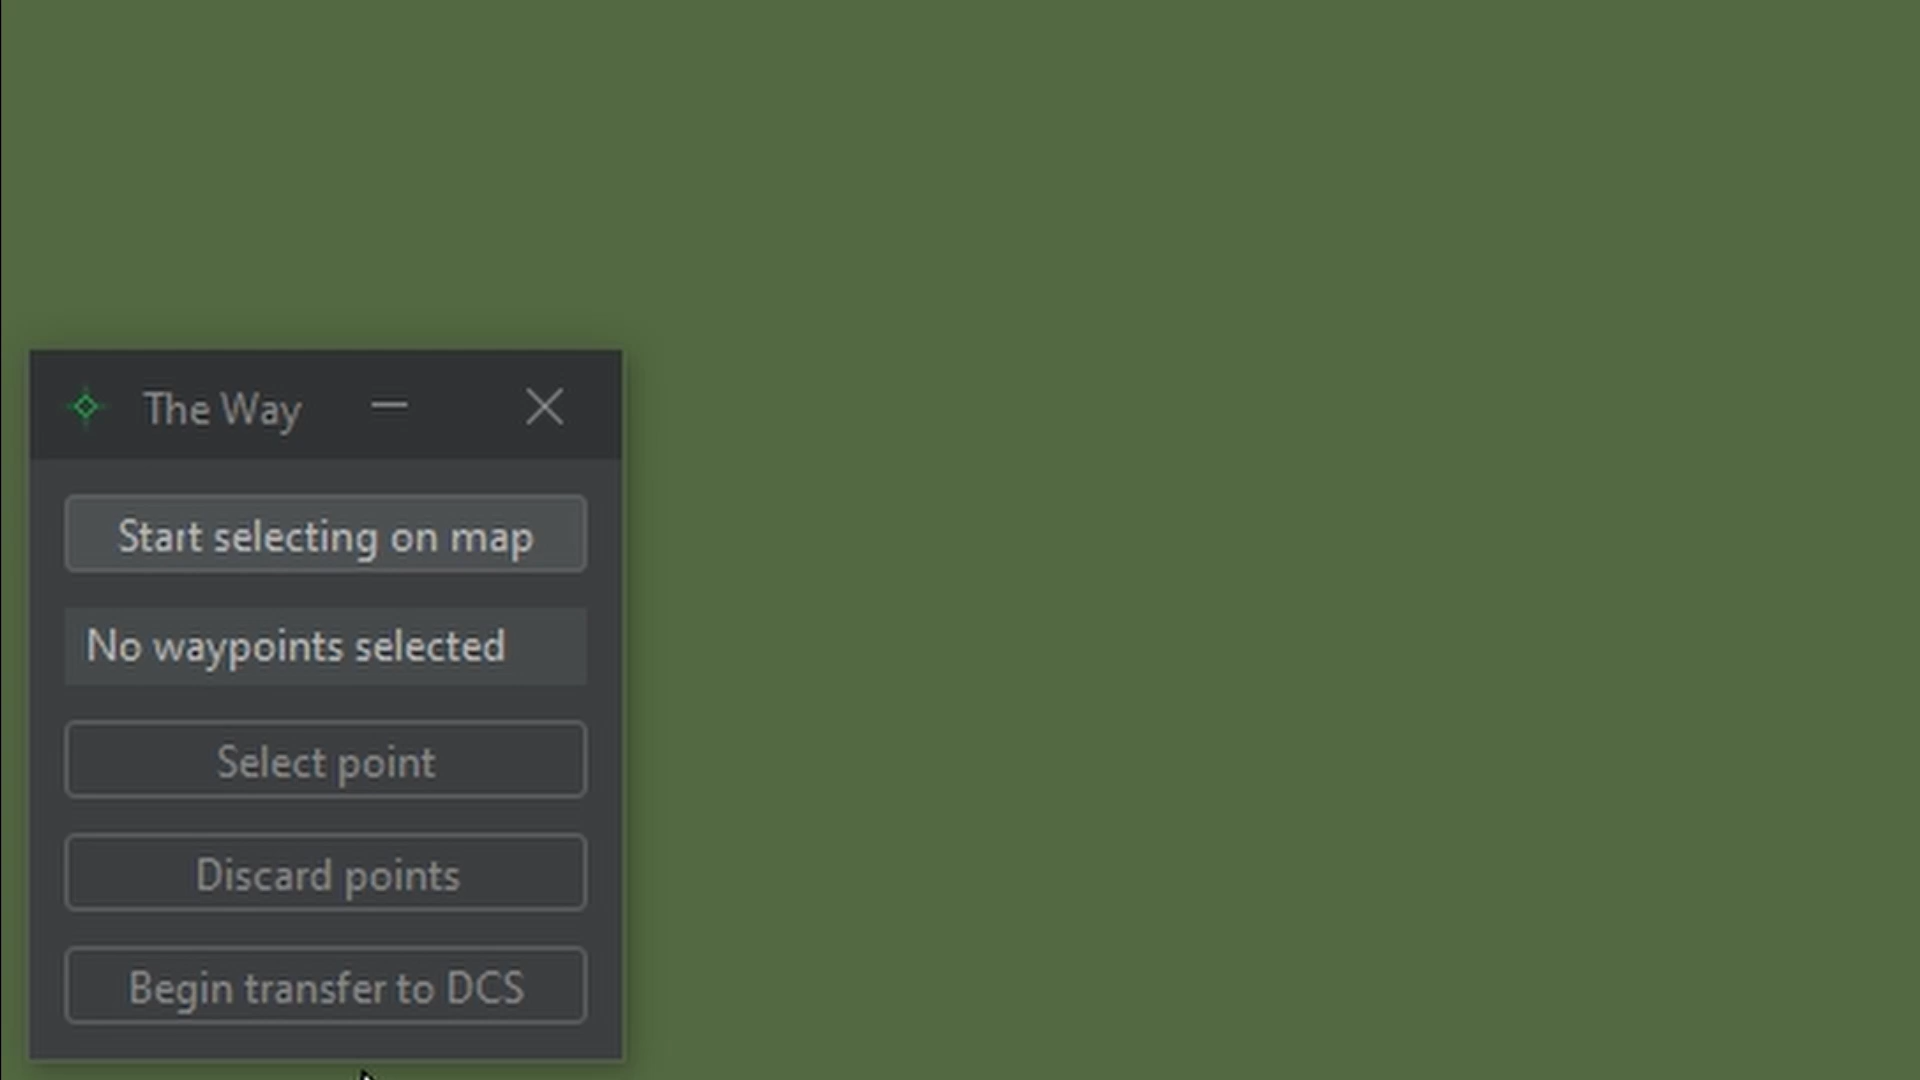 The Way
Start selecting on map
No waypoints selected
Select point
Discard points
Begin transfer to DCS